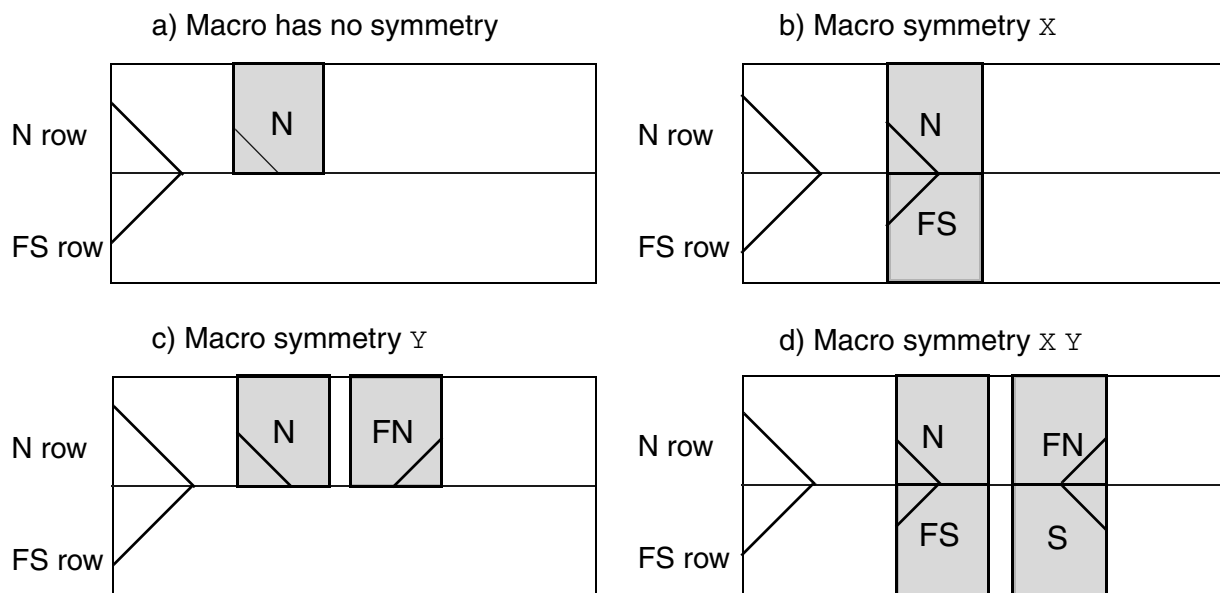 a) Macro has no symmetry
N row
N
FS row
b) Macro symmetry X
N row
N
FS row
FS
c) Macro symmetry Y
N row
N
FN
FS row
d) Macro symmetry X Y
N row
N
FN
FS row
FS
S